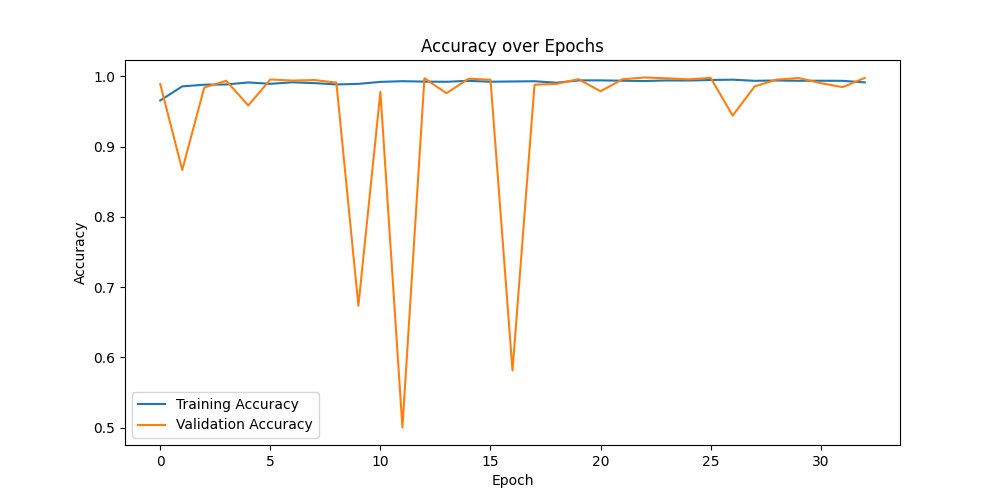 Accuracy over Epochs
1.0
0.9
0.8
0.7
0.6
0.5
Accuracy
Training Accuracy
Validation Accuracy
0 5 10 15 20 25 30
Epoch